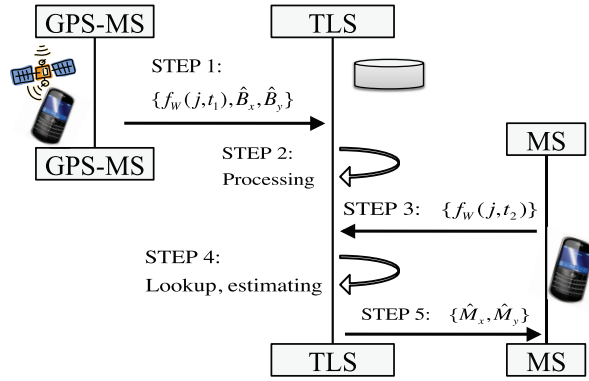 GPS-MS
TLS
STEP 1:
{f_W(j,t_1), B̂_x, B̂_y}
GPS-MS
STEP 2:
Processing
MS
STEP 3: {f_W(j,t_2)}
STEP 4:
Lookup, estimating
STEP 5: {M̂_x, M̂_y}
TLS
MS